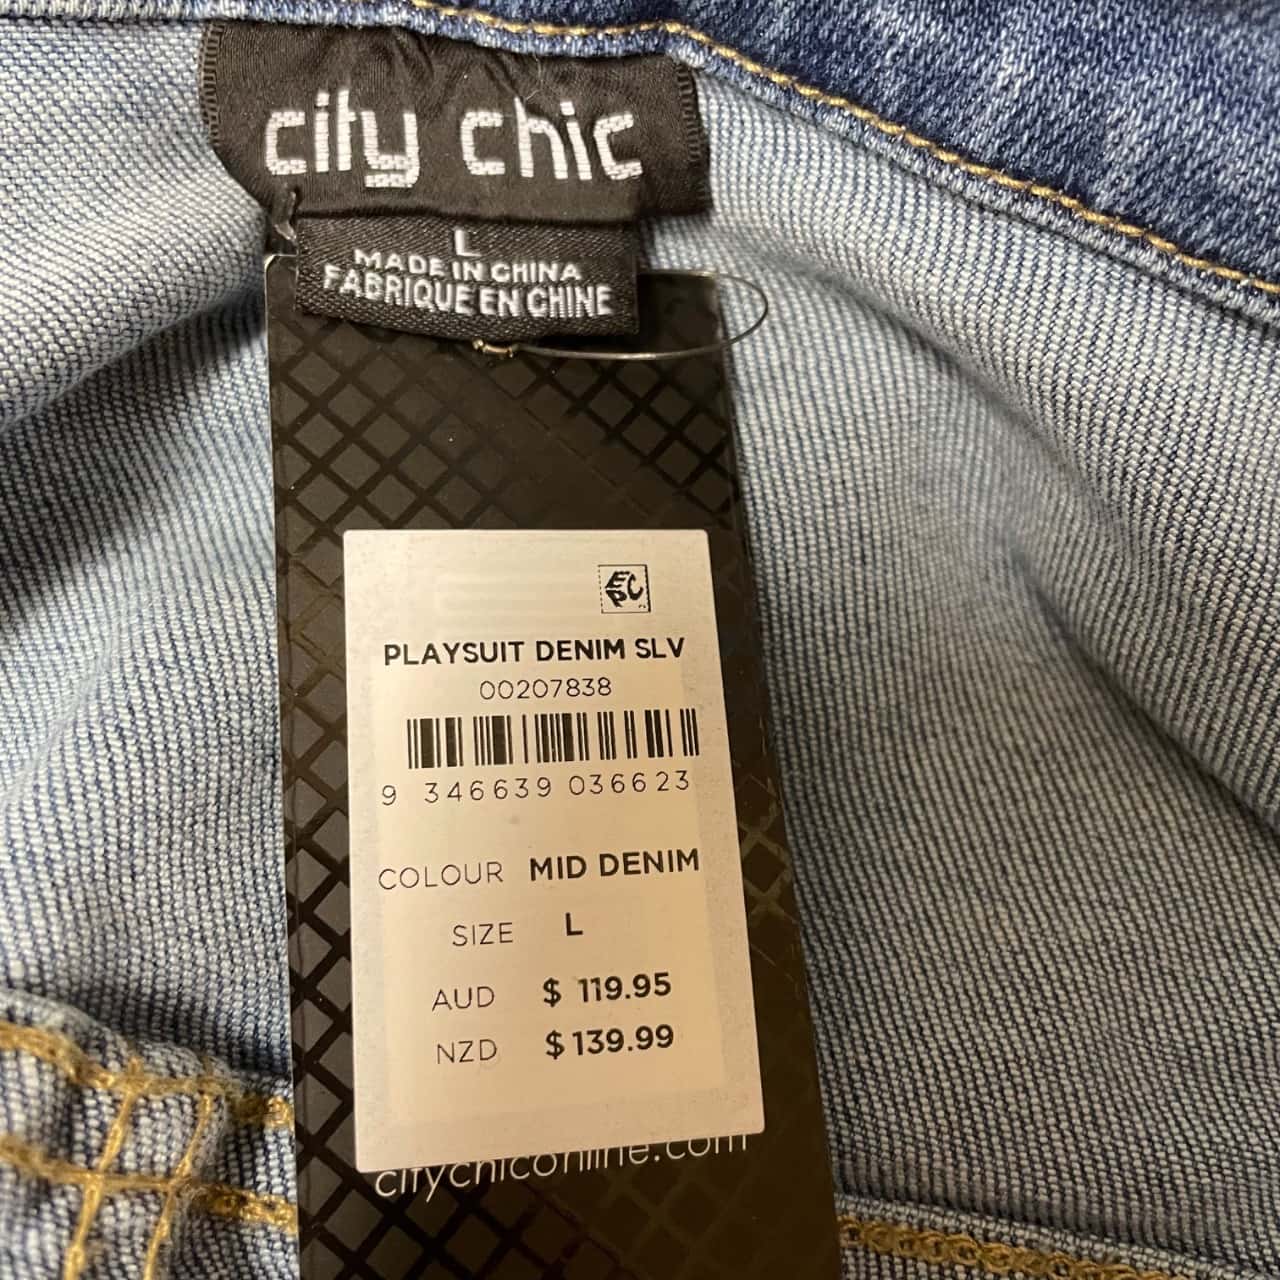 city chic
L
MADE IN CHINA
FABRIQUE EN CHINE
EPC
PLAYSUIT DENIM SLV
00207838
9 346639 036623
COLOUR MID DENIM
SIZE L
AUD $ 119.95
NZD $ 139.99
citychiconline.com